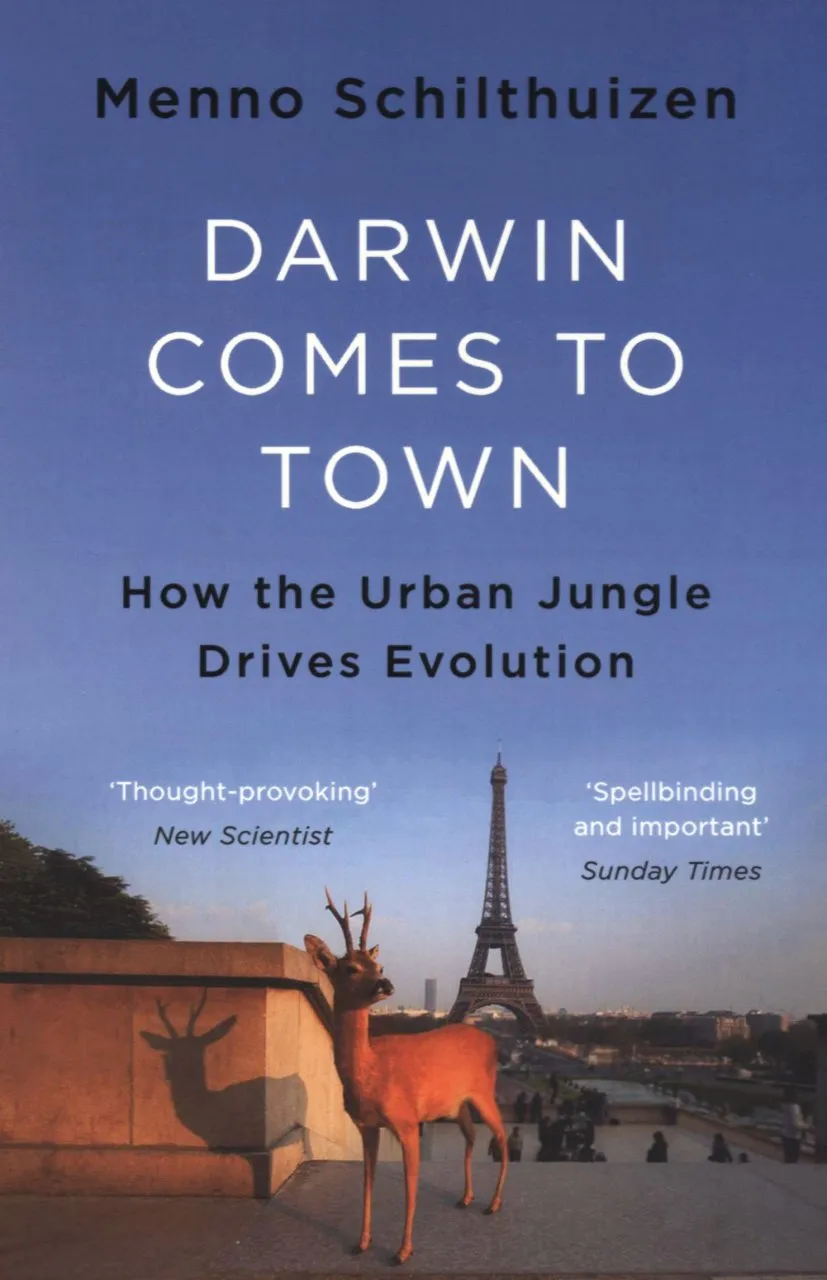 Menno Schilthuizen
DARWIN
COMES TO
TOWN
How the Urban Jungle
Drives Evolution
‘Thought-provoking’
New Scientist
‘Spellbinding
and important’
Sunday Times